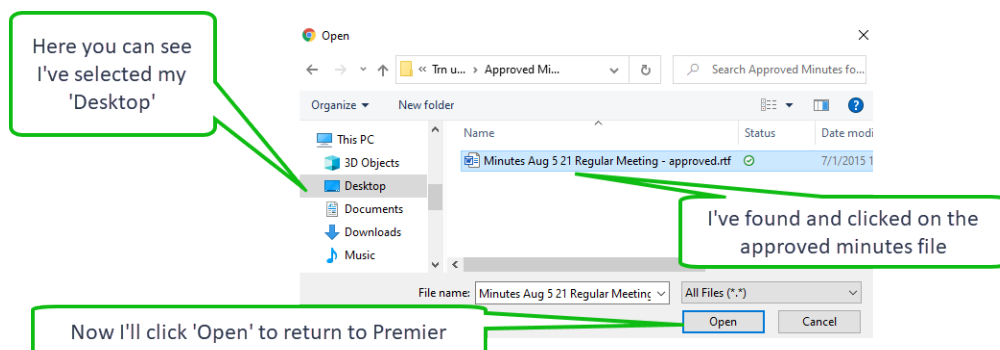 Here you can see
I've selected my
'Desktop'
Open
« Trn u... › Approved Mi...
Search Approved Minutes fo...
Organize
New folder
?
This PC
3D Objects
Desktop
Documents
Downloads
Music
Name
Status
Date modi
Minutes Aug 5 21 Regular Meeting - approved.rtf
7/1/2015 1
I've found and clicked on the
approved minutes file
File name:
Minutes Aug 5 21 Regular Meeting
All Files (*.*)
Open
Cancel
Now I'll click 'Open' to return to Premier